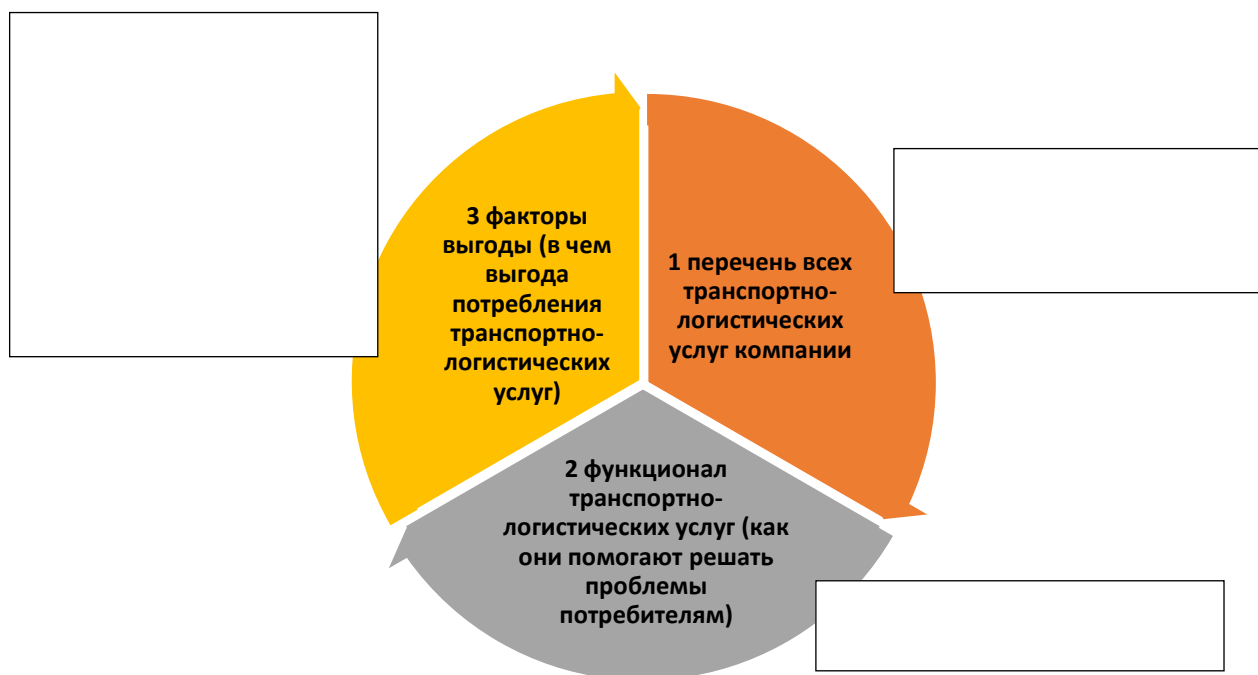 3 факторы
выгоды (в чем
выгода
потребления
транспортно-
логистических
услуг)
1 перечень всех
транспортно-
логистических
услуг компании
2 функционал
транспортно-
логистических услуг (как
они помогают решать
проблемы
потребителям)